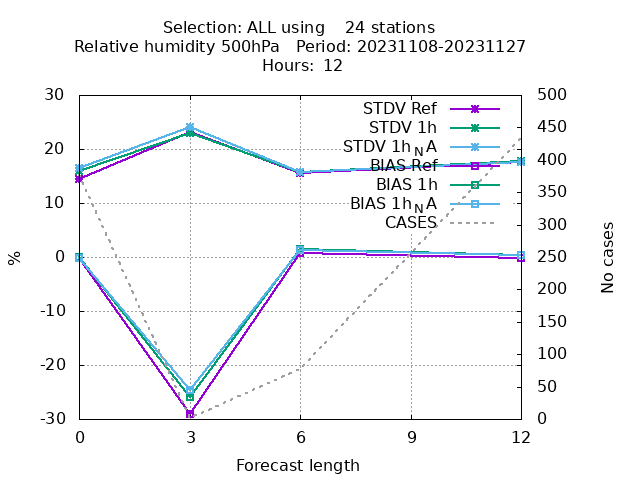 Selection: ALL using    24 stations
Relative humidity 500hPa   Period: 20231108-20231127
Hours: 12
30
20
10
0
-10
-20
-30
%
STDV Ref
STDV 1h
STDV 1hNA
BIAS Ref
BIAS 1h
BIAS 1hNA
CASES
500
450
400
350
300
250
200
150
100
50
0
No cases
0 3 6 9 12
Forecast length